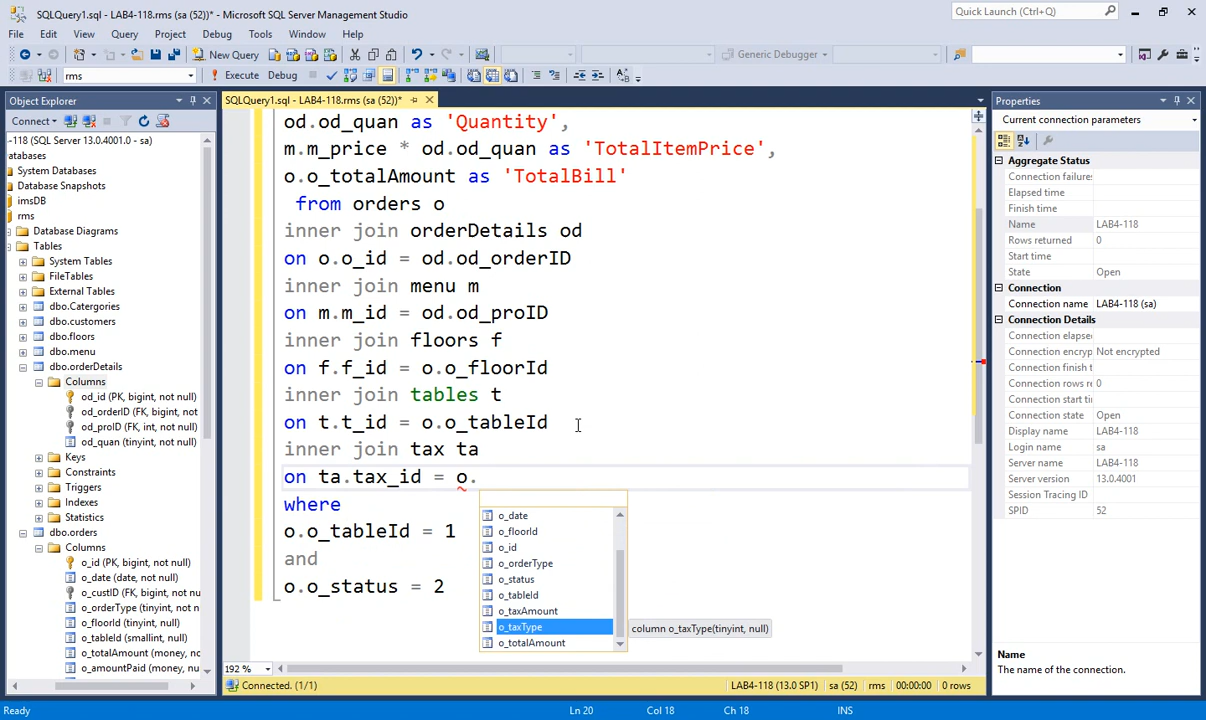 SQLQuery1.sql - LAB4-118.rms (sa (52))* - Microsoft SQL Server Management Studio
Quick Launch (Ctrl+Q)
File Edit View Query Project Debug Tools Window Help
New Query
Generic Debugger
rms
Execute Debug
Object Explorer
SQLQuery1.sql - LAB4-118.rms (sa (52))*
Properties
Connect
Current connection parameters
-118 (SQL Server 13.0.4001.0 - sa)
atabases
System Databases
Database Snapshots
imsDB
rms
Database Diagrams
Tables
System Tables
FileTables
External Tables
dbo.Catergories
dbo.customers
dbo.floors
dbo.menu
dbo.orderDetails
Columns
od_id (PK, bigint, not null)
od_orderID (FK, bigint, not
od_proID (FK, int, not null)
od_quan (tinyint, not null)
Keys
Constraints
Triggers
Indexes
Statistics
dbo.orders
Columns
o_id (PK, bigint, not null)
o_date (date, not null)
o_custID (FK, bigint, not nu
o_orderType (tinyint, not n
o_floorId (tinyint, not null)
o_tableId (smallint, null)
o_totalAmount (money, no
o_amountPaid (money, nu
od.od_quan as 'Quantity',
m.m_price * od.od_quan as 'TotalItemPrice',
o.o_totalAmount as 'TotalBill'
from orders o
inner join orderDetails od
on o.o_id = od.od_orderID
inner join menu m
on m.m_id = od.od_proID
inner join floors f
on f.f_id = o.o_floorId
inner join tables t
on t.t_id = o.o_tableId
inner join tax ta
on ta.tax_id = o.
where
o.o_tableId = 1
and
o.o_status = 2
o_date
o_floorId
o_id
o_orderType
o_status
o_tableId
o_taxAmount
o_taxType
o_totalAmount
column o_taxType(tinyint, null)
192 %
Connected. (1/1)
LAB4-118 (13.0 SP1) sa (52) rms 00:00:00 0 rows
Aggregate Status
Connection failures
Elapsed time
Finish time
Name LAB4-118
Rows returned 0
Start time
State Open
Connection
Connection name LAB4-118 (sa)
Connection Details
Connection elapse
Connection encryp Not encrypted
Connection finish t
Connection rows re 0
Connection start ti
Connection state Open
Display name LAB4-118
Login name sa
Server name LAB4-118
Server version 13.0.4001
Session Tracing ID
SPID 52
Name
The name of the connection.
Ready
Ln 20 Col 18 Ch 18 INS